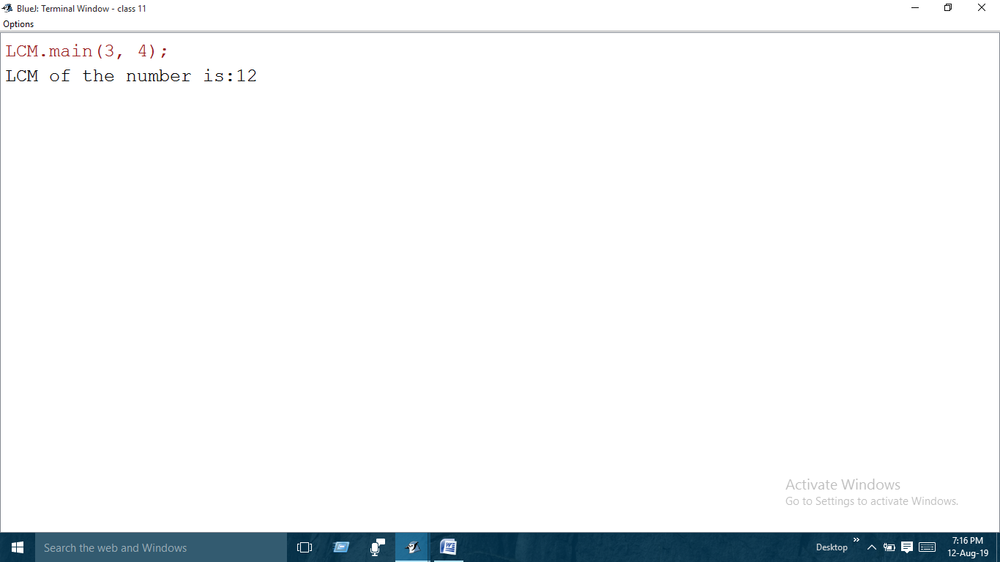 BlueJ: Terminal Window - class 11
Options
LCM.main(3, 4);
LCM of the number is:12
Activate Windows
Go to Settings to activate Windows.
Search the web and Windows
Desktop
7:16 PM
12-Aug-19